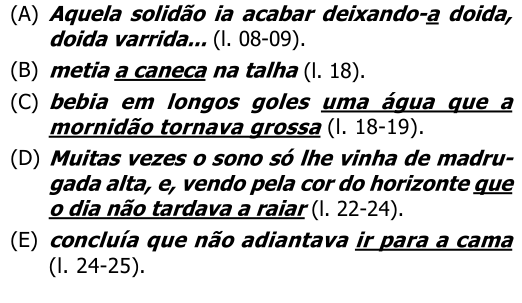 (A) Aquela solidão ia acabar deixando-a doida,
doida varrida... (l. 08-09).
(B) metia a caneca na talha (l. 18).
(C) bebia em longos goles uma água que a
mornidão tornava grossa (l. 18-19).
(D) Muitas vezes o sono só lhe vinha de madru-
gada alta, e, vendo pela cor do horizonte que
o dia não tardava a raiar (l. 22-24).
(E) concluía que não adiantava ir para a cama
(l. 24-25).